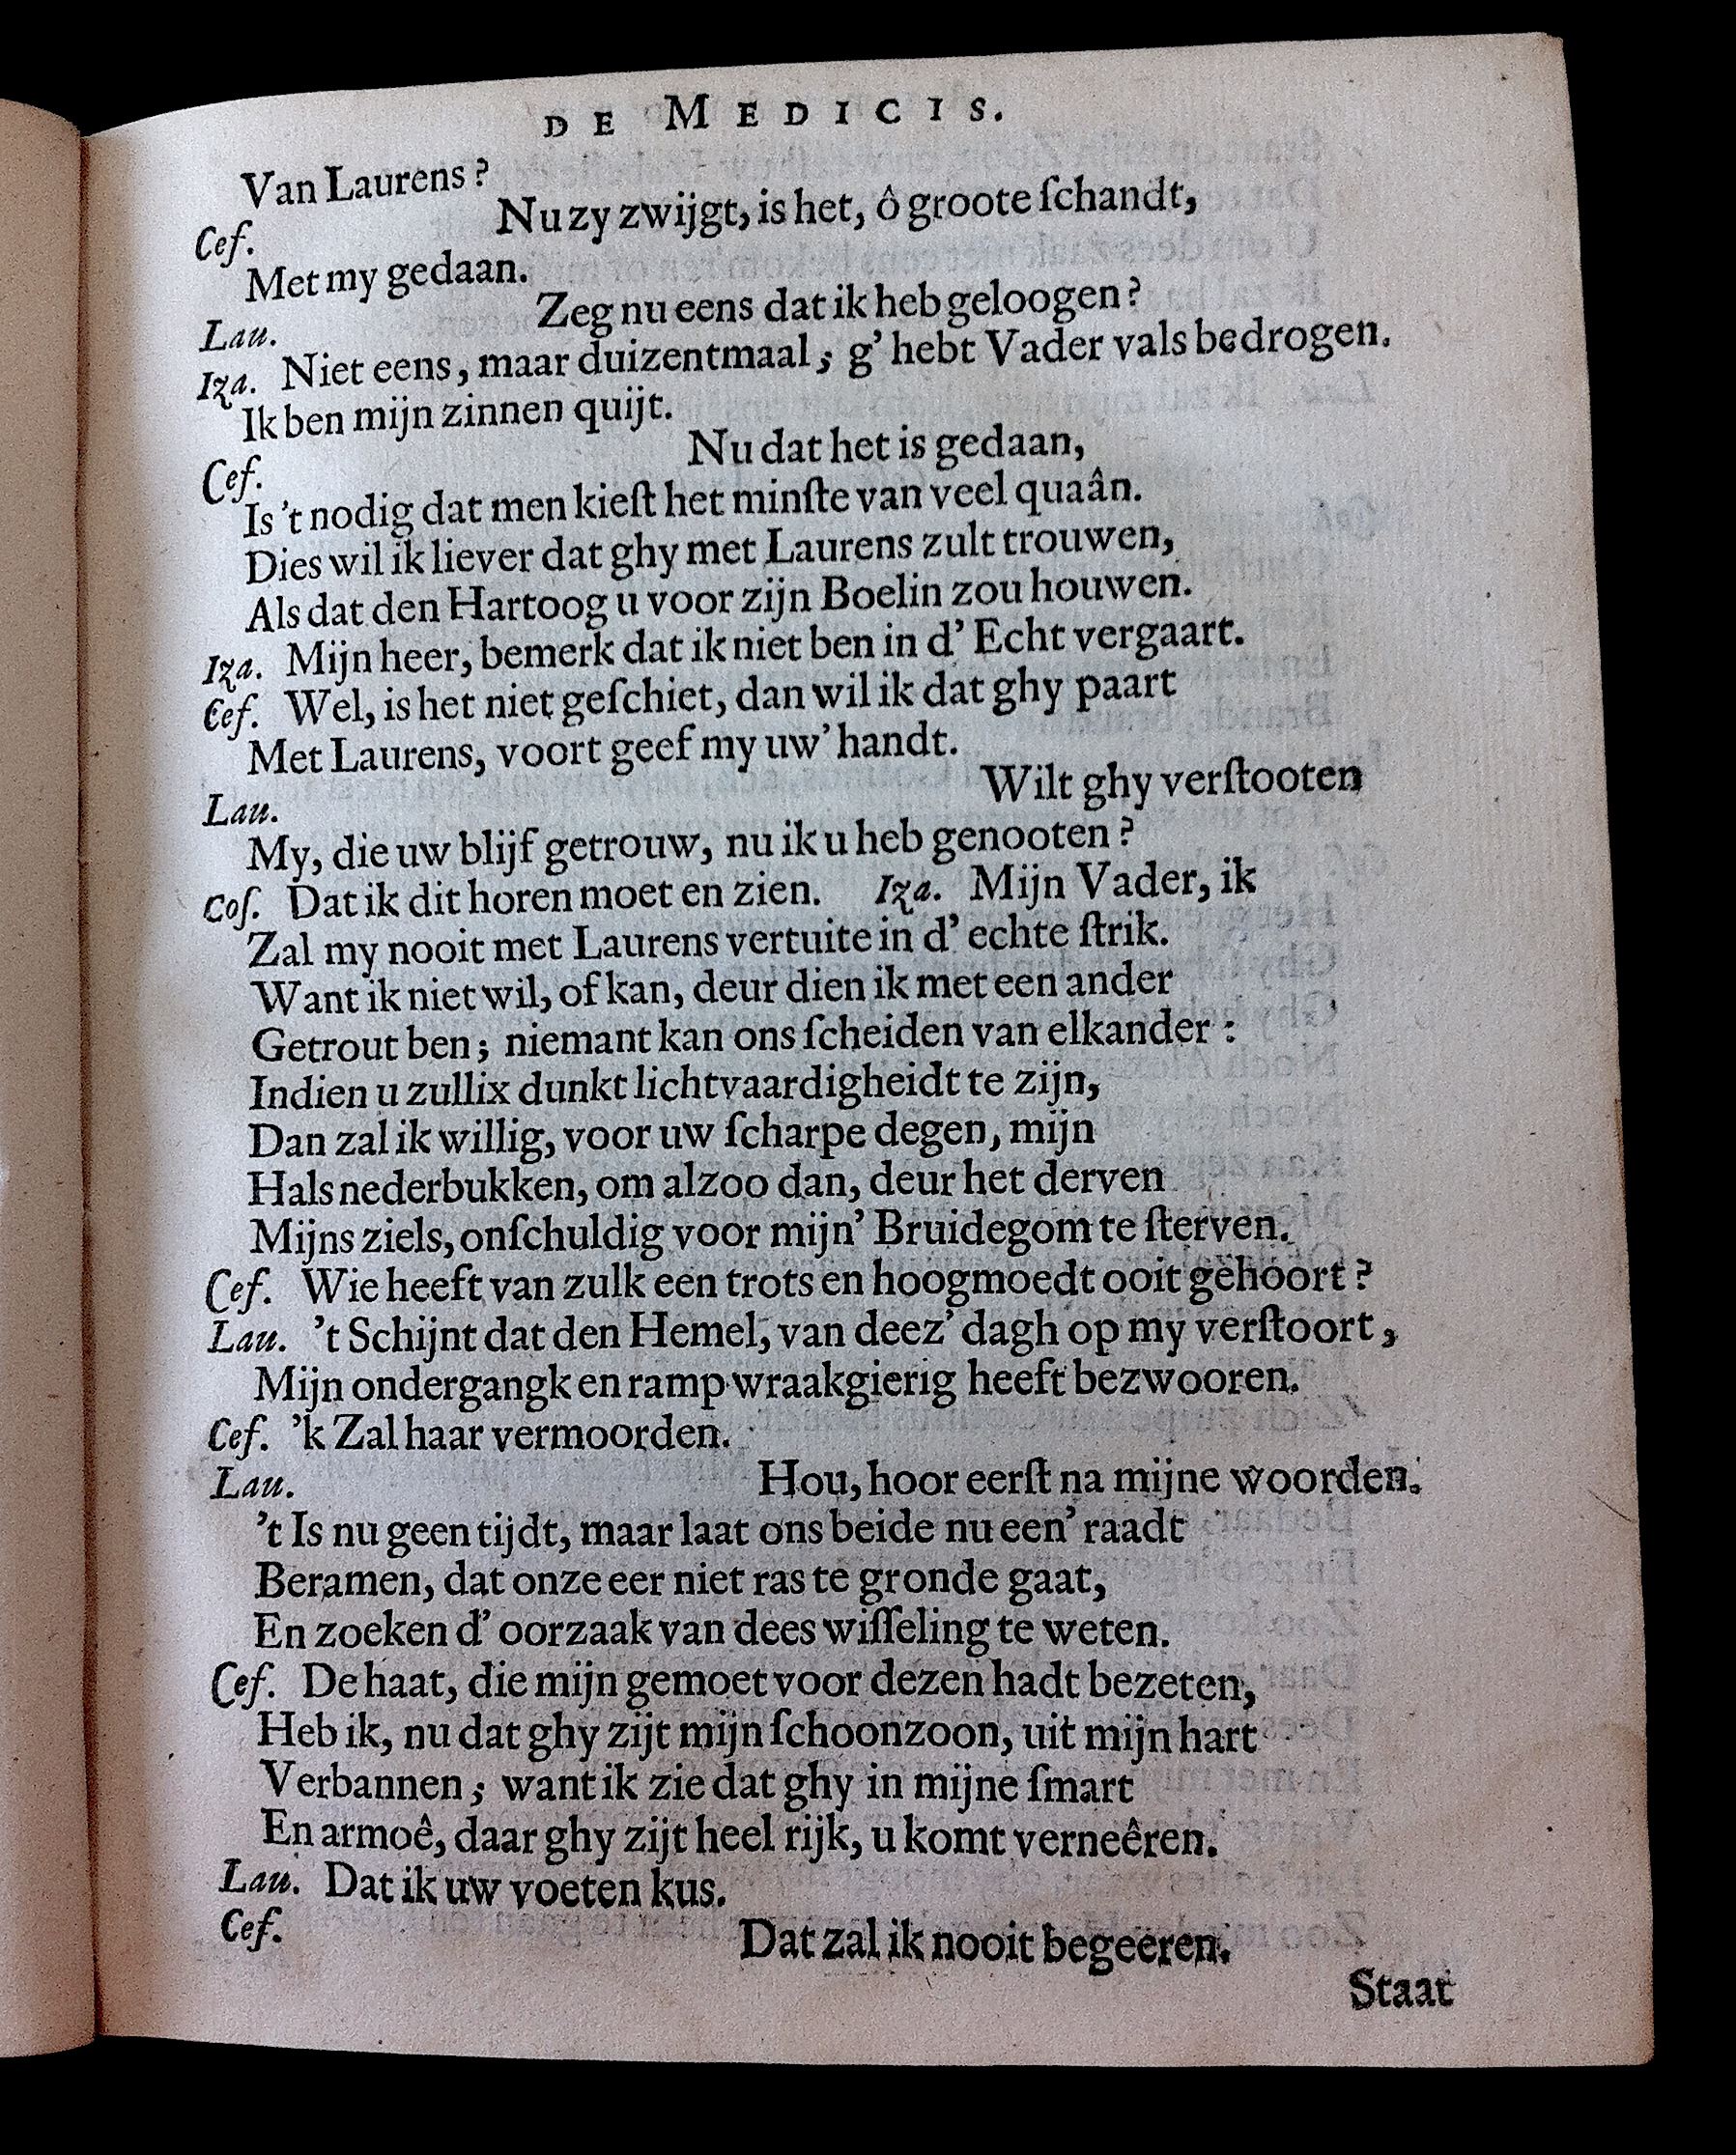 DE MEDICIS.
Van Laurens?
Cef. Nu zy zwijgt, is het, ô groote ſchandt,
Met my gedaan.
Lau. Zeg nu eens dat ik heb geloogen?
Iza. Niet eens, maar duizentmaal; g' hebt Vader vals bedrogen.
Ik ben mijn zinnen quijt.
Cef. Nu dat het is gedaan,
Is 't nodig dat men kieſt het minſte van veel quaân.
Dies wil ik liever dat ghy met Laurens zult trouwen,
Als dat den Hartoog u voor zijn Boelin zou houwen.
Iza. Mijn heer, bemerk dat ik niet ben in d' Echt vergaart.
Cef. Wel, is het niet geſchiet, dan wil ik dat ghy paart
Met Laurens, voort geef my uw' handt.
Lau. Wilt ghy verſtooten
My, die uw blijf getrouw, nu ik u heb genooten?
Coſ. Dat ik dit horen moet en zien. Iza. Mijn Vader, ik
Zal my nooit met Laurens vertuite in d' echte ſtrik.
Want ik niet wil, of kan, deur dien ik met een ander
Getrout ben; niemant kan ons ſcheiden van elkander:
Indien u zullix dunkt lichtvaardigheidt te zijn,
Dan zal ik willig, voor uw ſcharpe degen, mijn
Hals nederbukken, om alzoo dan, deur het derven
Mijns ziels, onſchuldig voor mijn' Bruidegom te ſterven.
Cef. Wie heeft van zulk een trots en hoogmoedt ooit gehoort?
Lau. 't Schijnt dat den Hemel, van deez' dagh op my verſtoort,
Mijn ondergangk en ramp wraakgierig heeft bezwooren.
Cef. 'k Zal haar vermoorden.
Lau. Hou, hoor eerſt na mijne woorden.
't Is nu geen tijdt, maar laat ons beide nu een' raadt
Beramen, dat onze eer niet ras te gronde gaat,
En zoeken d' oorzaak van dees wiſſeling te weten.
Cef. De haat, die mijn gemoet voor dezen hadt bezeten,
Heb ik, nu dat ghy zijt mijn ſchoonzoon, uit mijn hart
Verbannen; want ik zie dat ghy in mijne ſmart
En armoê, daar ghy zijt heel rijk, u komt verneêren.
Lau. Dat ik uw voeten kus.
Cef. Dat zal ik nooit begeeren.
Staat